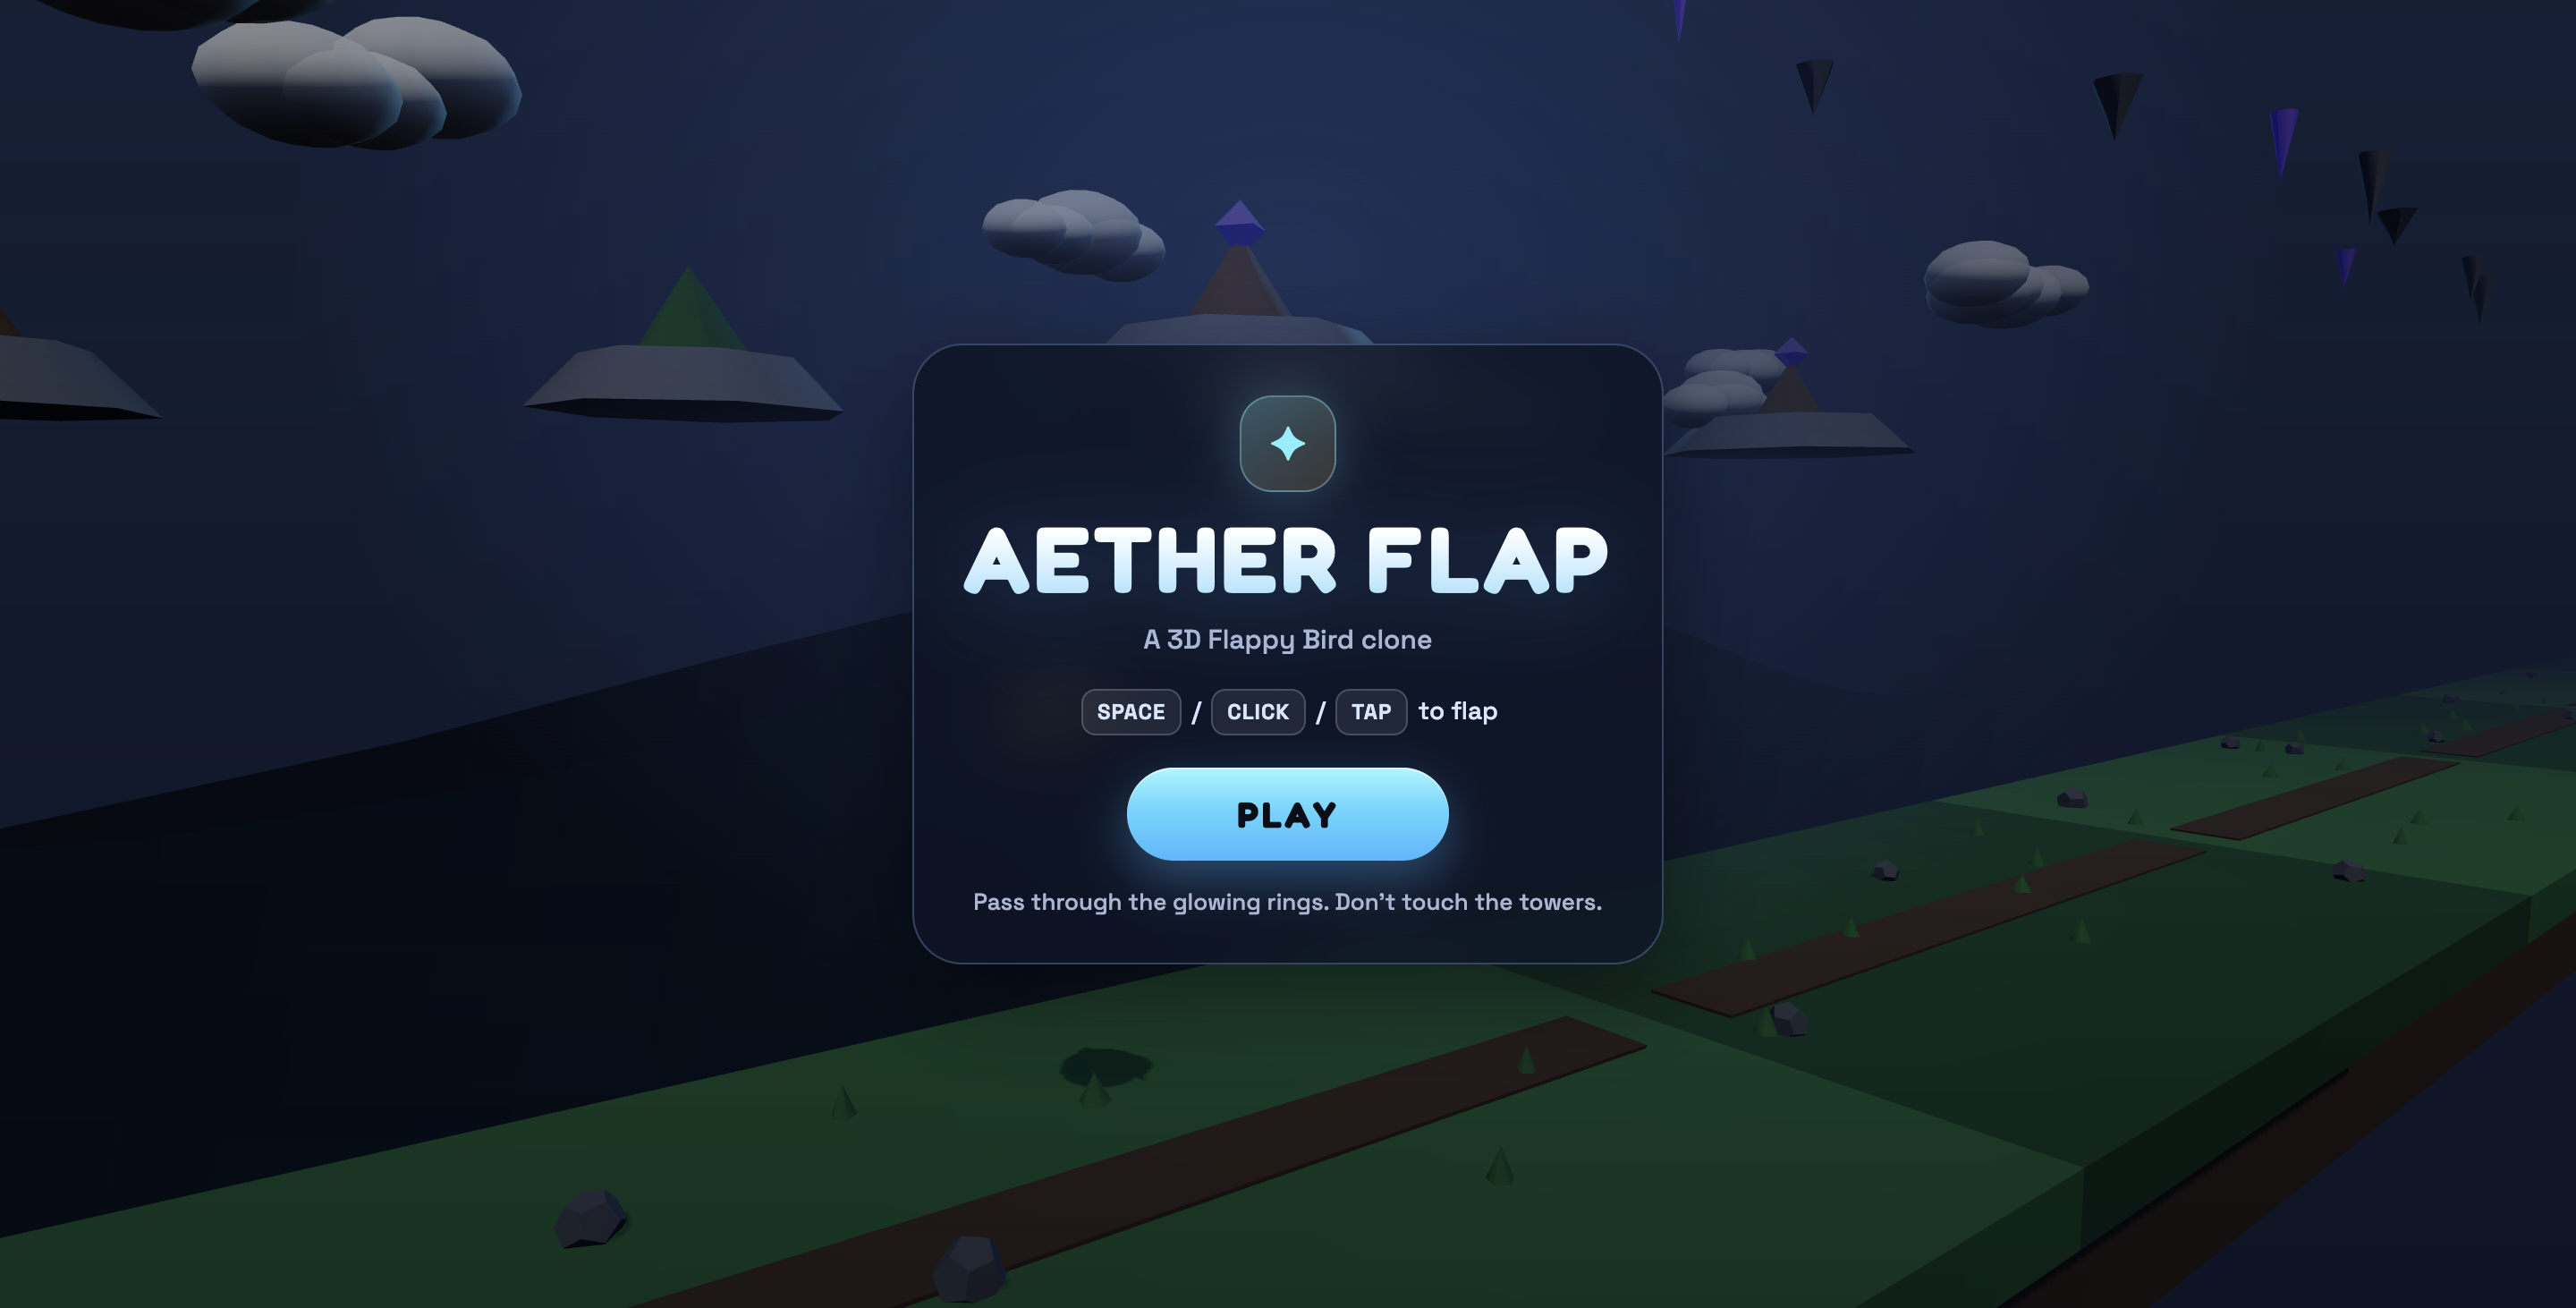 AETHER FLAP
A 3D Flappy Bird clone
SPACE / CLICK / TAP to flap
PLAY
Pass through the glowing rings. Don’t touch the towers.